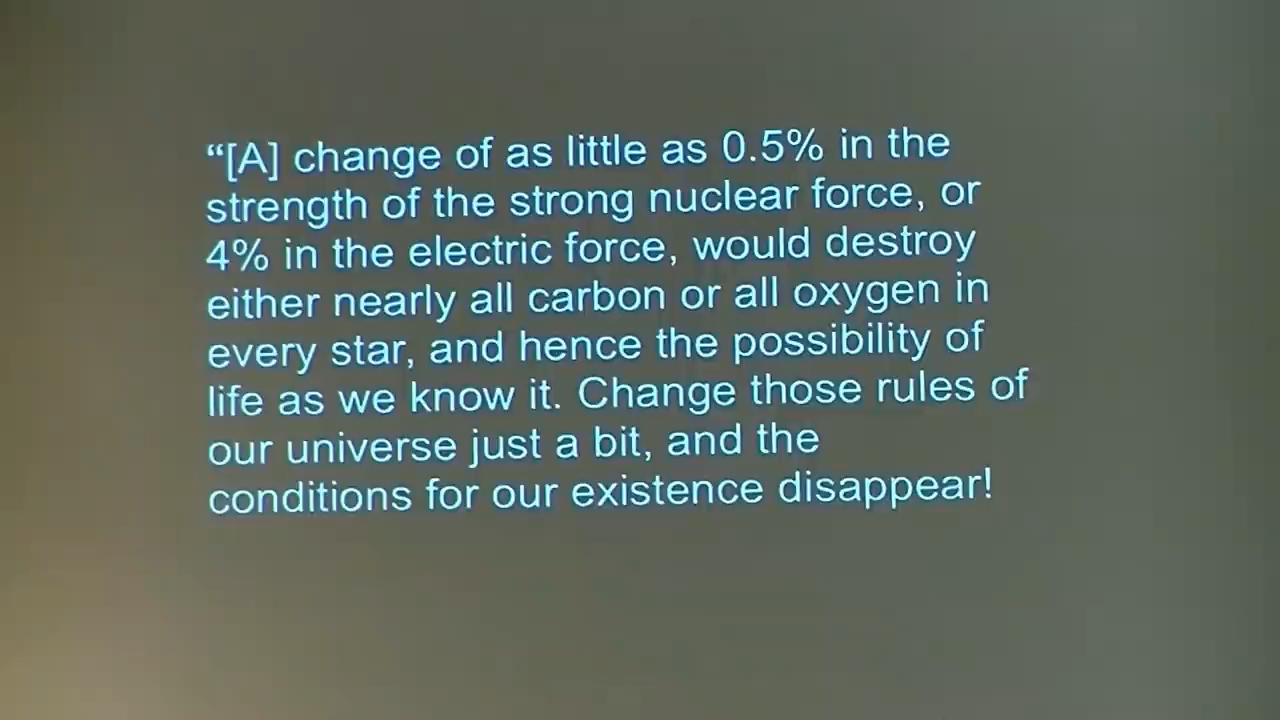 “[A] change of as little as 0.5% in the
strength of the strong nuclear force, or
4% in the electric force, would destroy
either nearly all carbon or all oxygen in
every star, and hence the possibility of
life as we know it. Change those rules of
our universe just a bit, and the
conditions for our existence disappear!